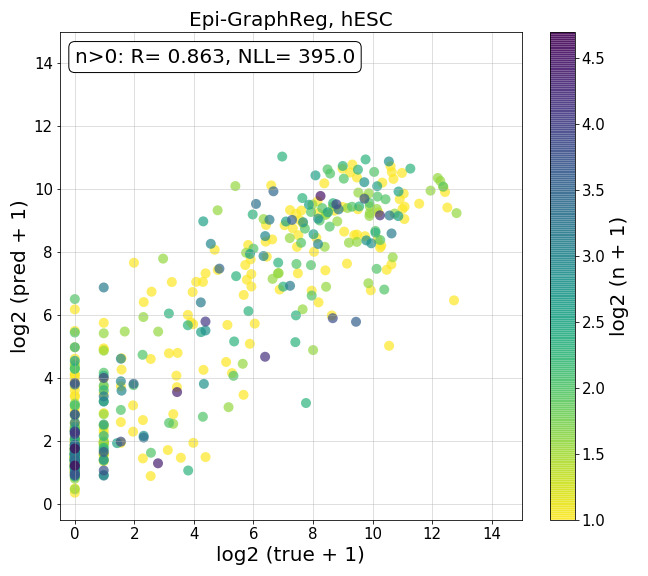 Epi-GraphReg, hESC
n>0: R= 0.863, NLL= 395.0
log2 (pred + 1)
14
12
10
8
6
4
2
0
0 2 4 6 8 10 12 14
log2 (true + 1)
4.5
4.0
3.5
3.0
2.5
2.0
1.5
1.0
log2 (n + 1)